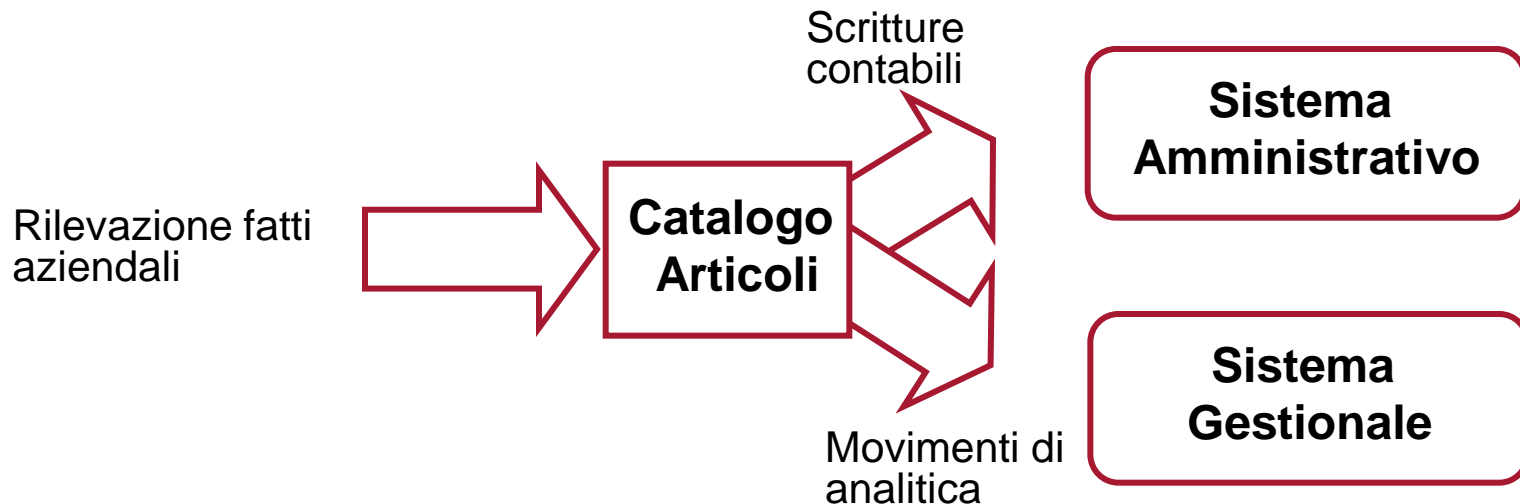 Rilevazione fatti
aziendali
Catalogo
Articoli
Scritture
contabili
Sistema
Amministrativo
Movimenti di
analitica
Sistema
Gestionale